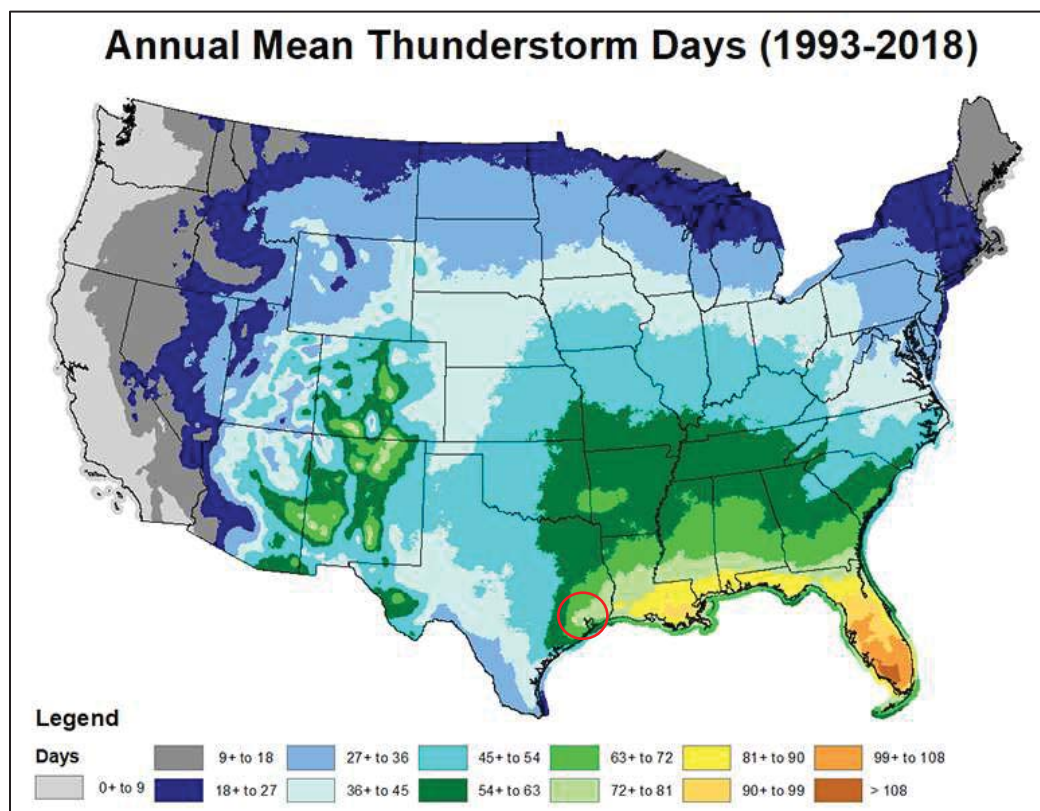 Annual Mean Thunderstorm Days (1993-2018)
Legend
Days
9+ to 18
27+ to 36
45+ to 54
63+ to 72
81+ to 90
99+ to 108
0+ to 9
18+ to 27
36+ to 45
54+ to 63
72+ to 81
90+ to 99
> 108